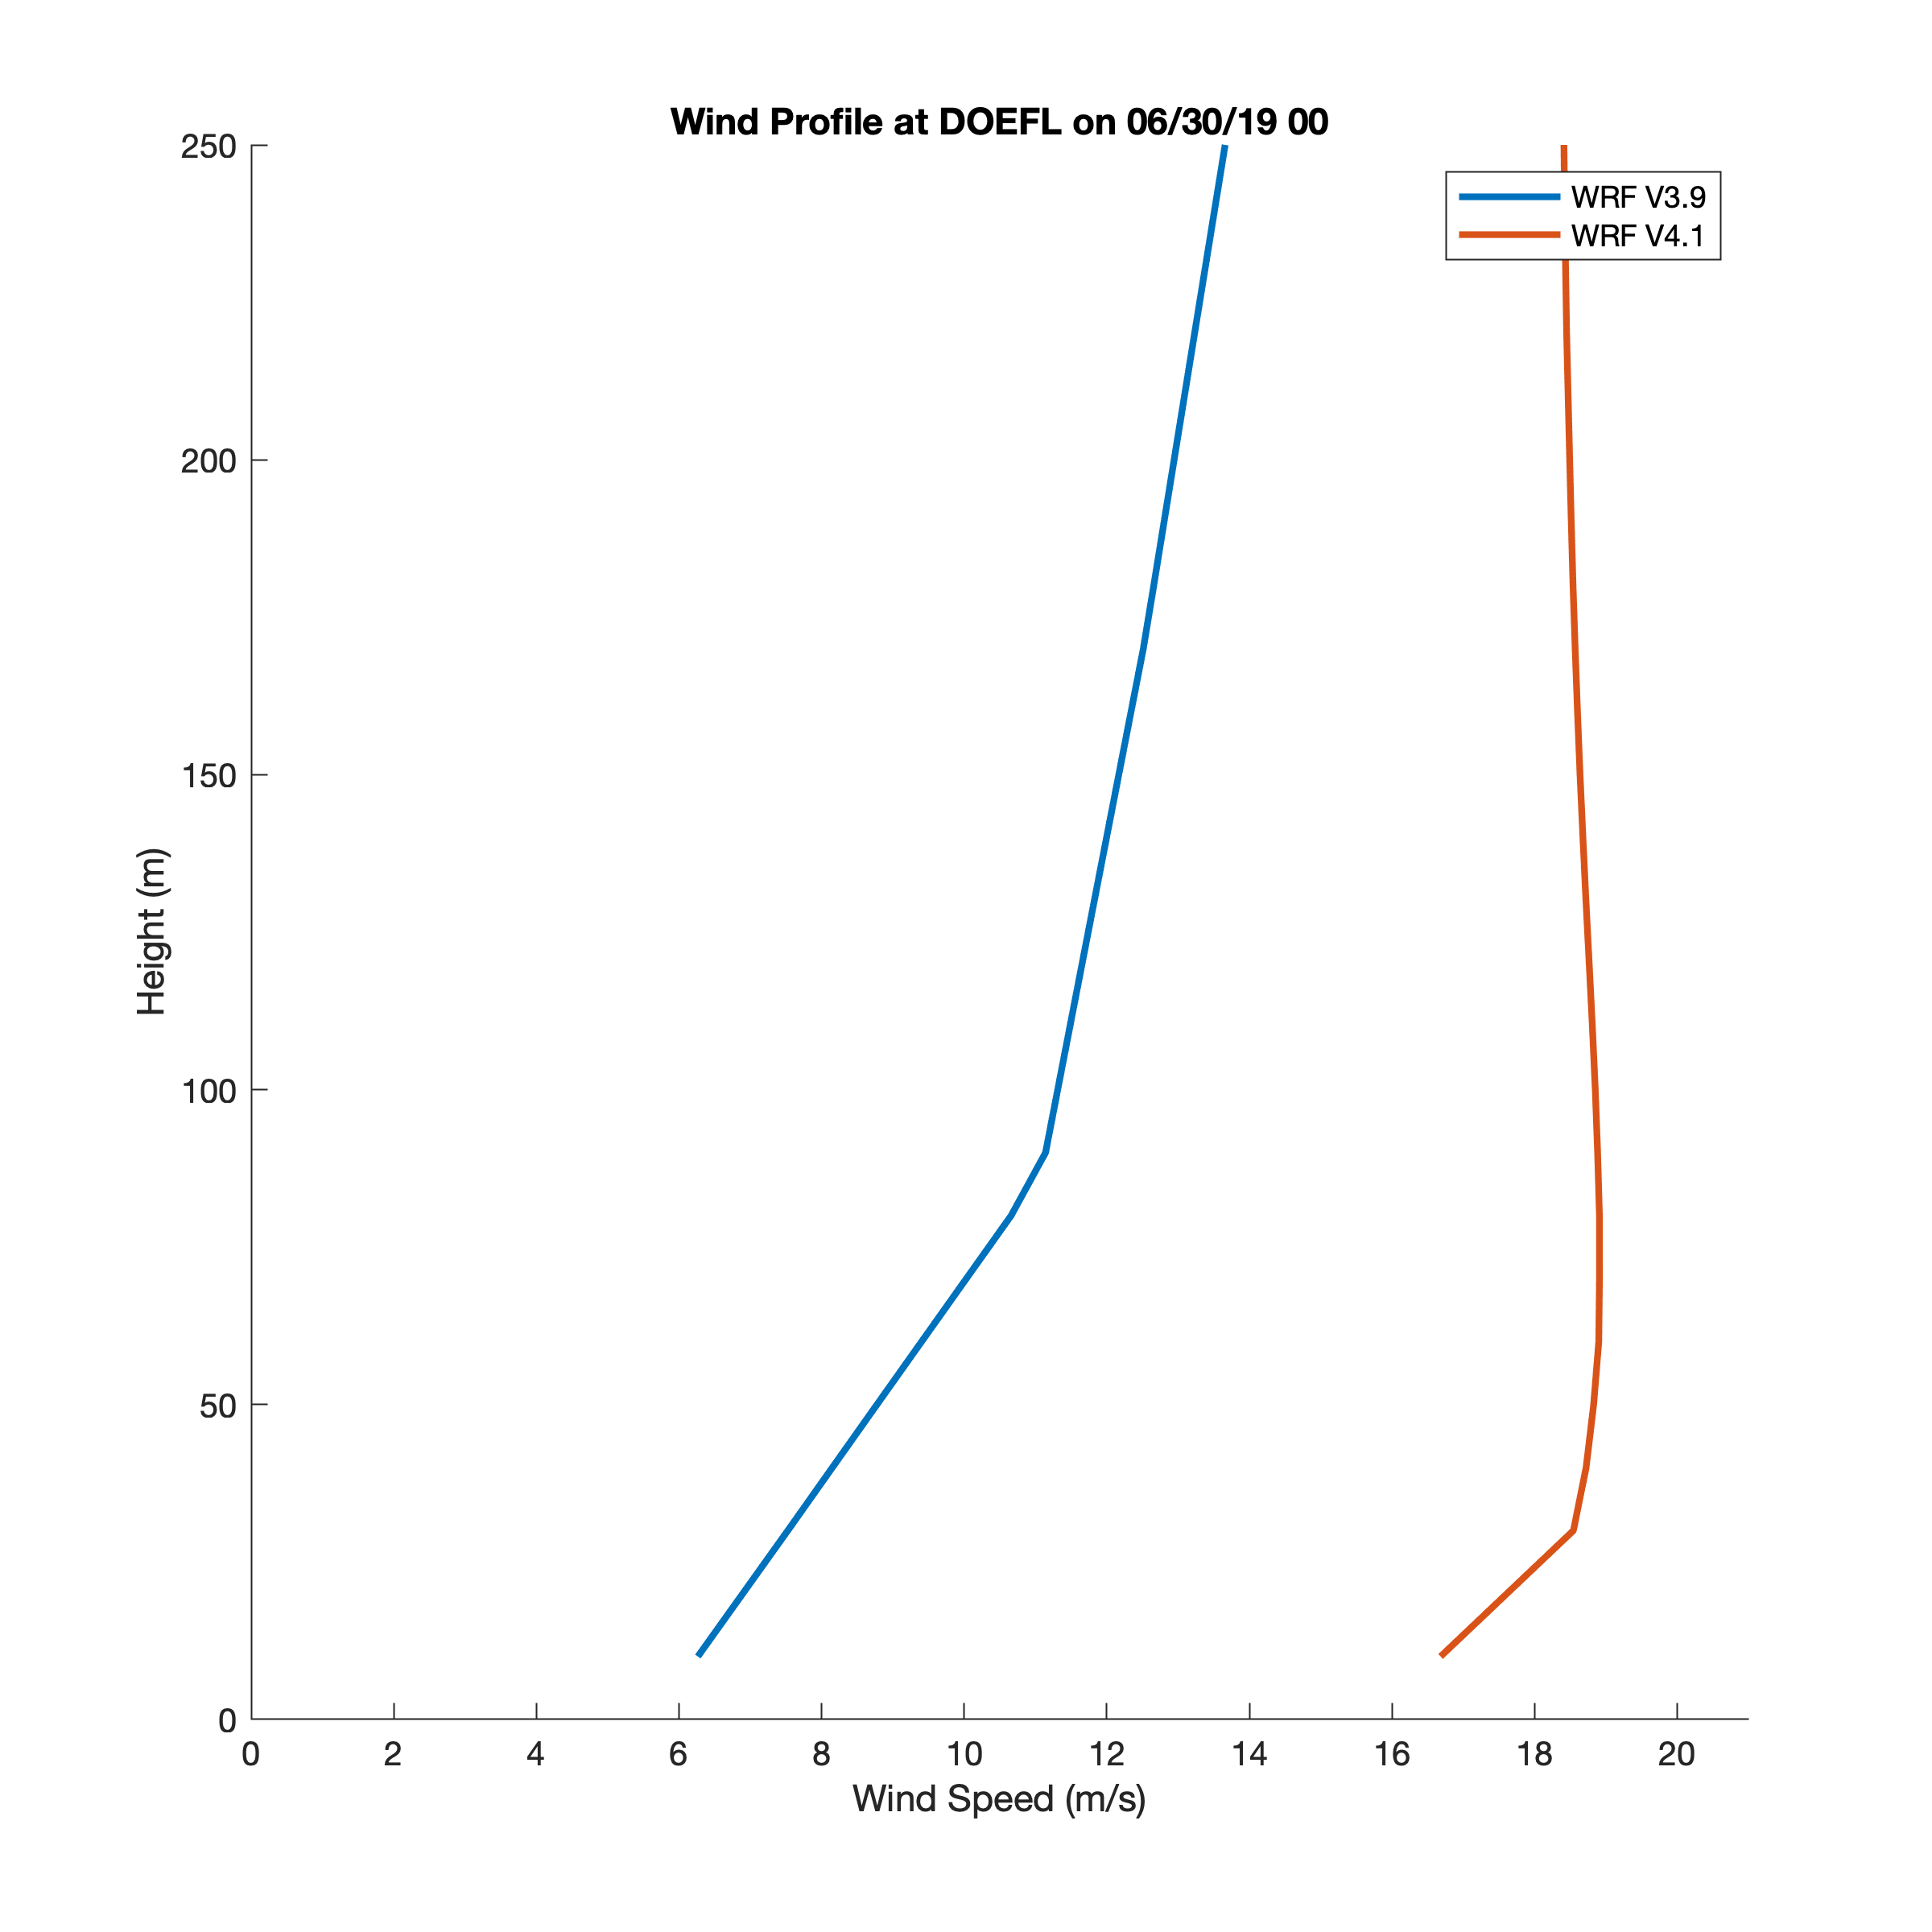 Wind Profile at DOEFL on 06/30/19 00
250
200
150
100
50
0
Height (m)
WRF V3.9
WRF V4.1
0 2 4 6 8 10 12 14 16 18 20
Wind Speed (m/s)